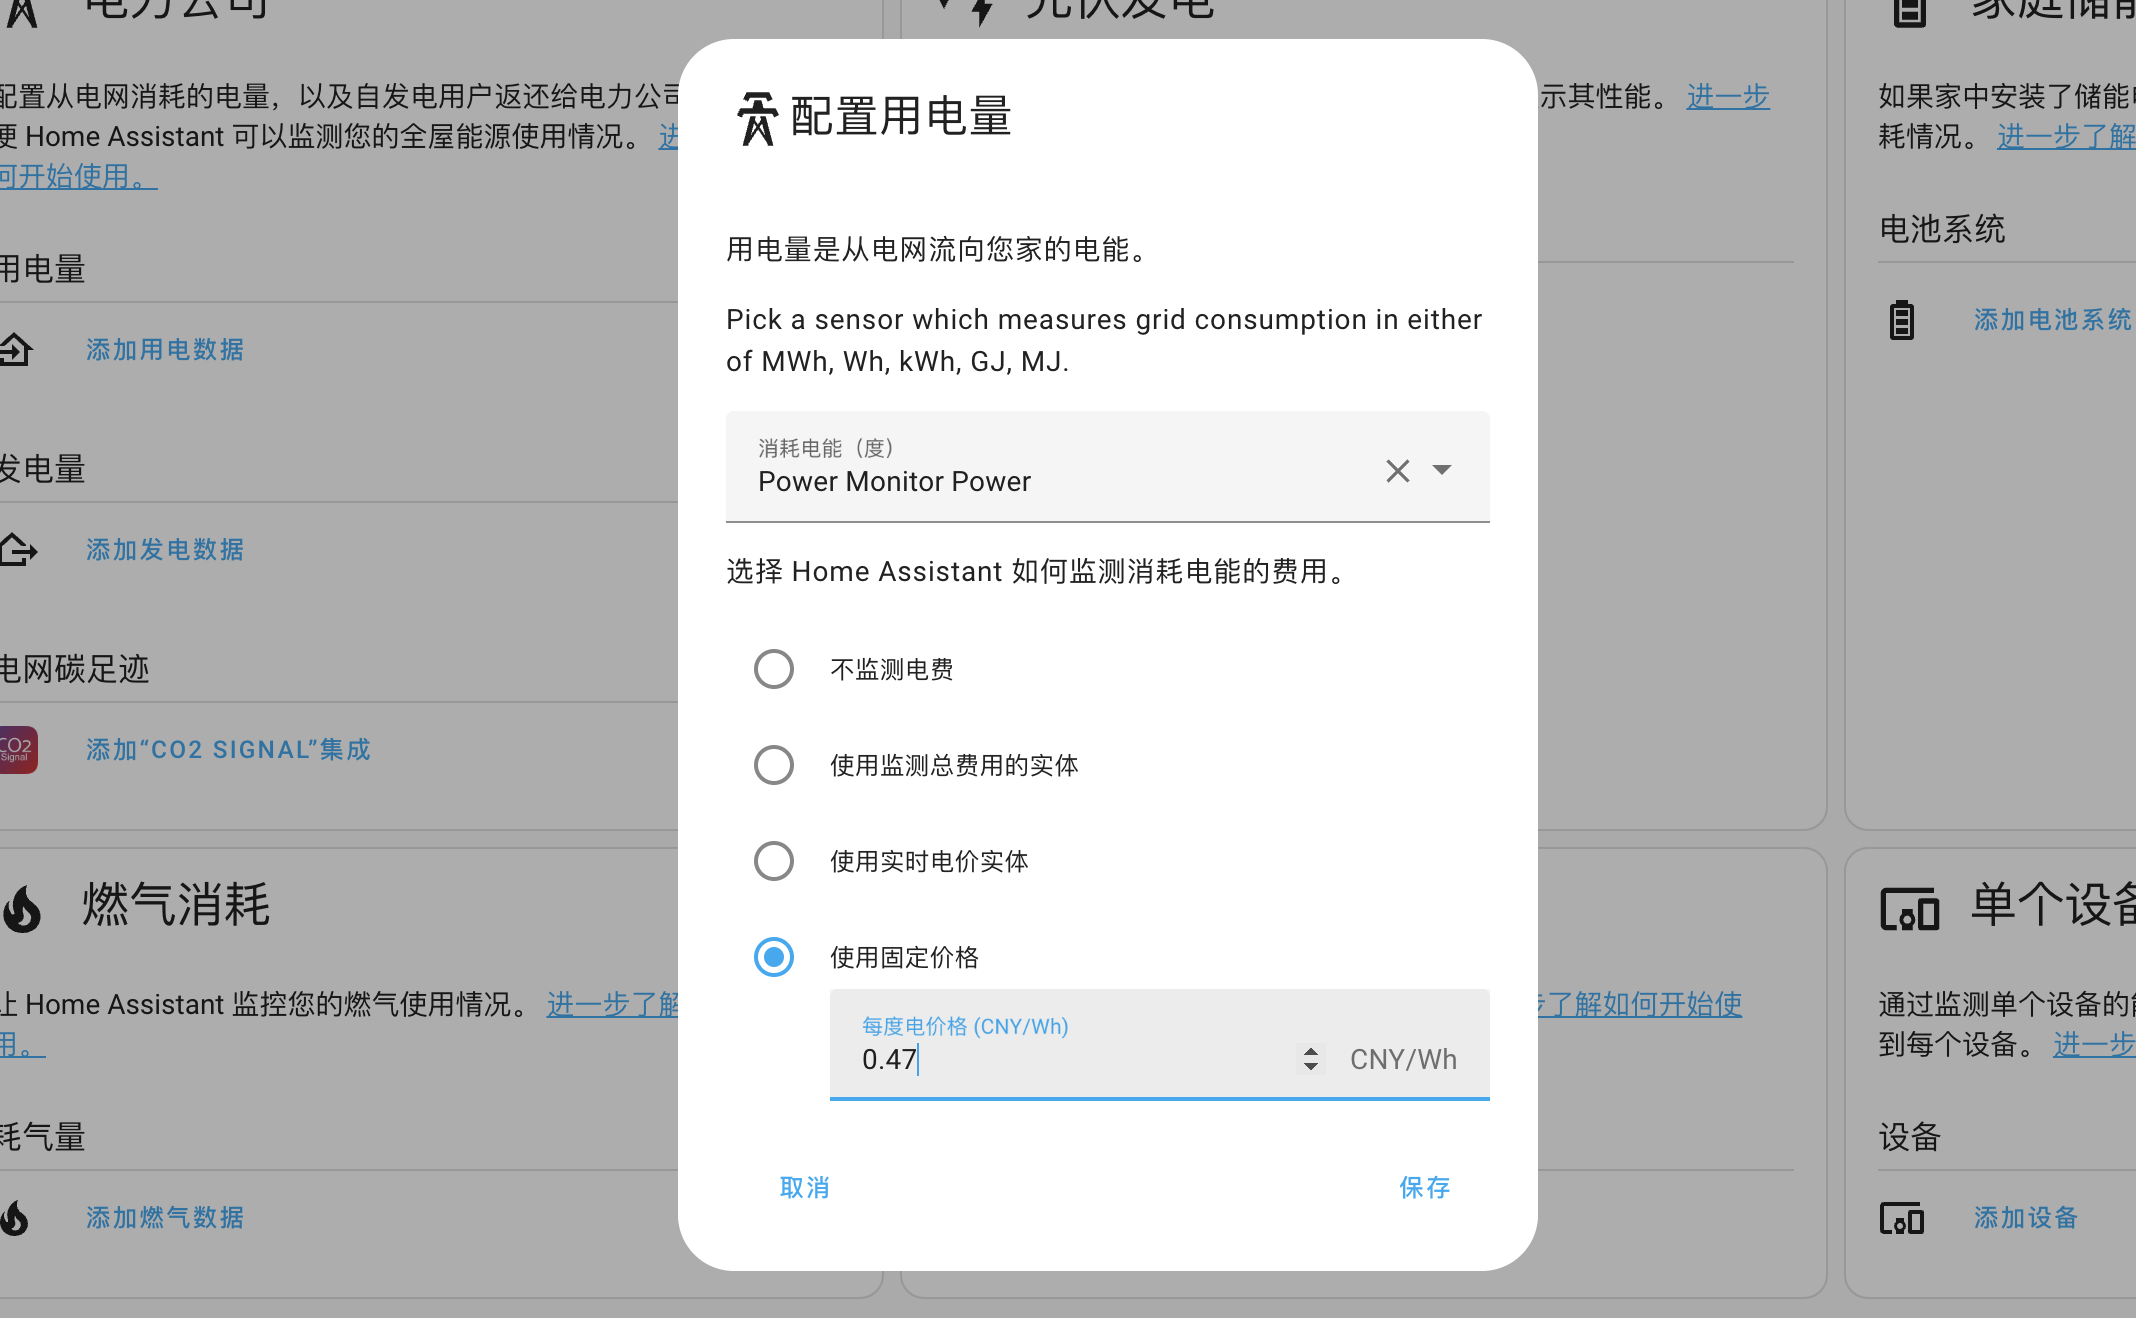 电力公司
光伏发电
家庭储能
配置从电网消耗的电量，以及自发电用户返还给电力公司
便 Home Assistant 可以监测您的全屋能源使用情况。 进
何开始使用。
用电量
添加用电数据
发电量
添加发电数据
电网碳足迹
CO2
Signal
添加“CO2 SIGNAL”集成
燃气消耗
让 Home Assistant 监控您的燃气使用情况。 进一步了解
用。
耗气量
添加燃气数据
配置用电量
用电量是从电网流向您家的电能。
Pick a sensor which measures grid consumption in either
of MWh, Wh, kWh, GJ, MJ.
消耗电能（度）
Power Monitor Power
选择 Home Assistant 如何监测消耗电能的费用。
不监测电费
使用监测总费用的实体
使用实时电价实体
使用固定价格
每度电价格 (CNY/Wh)
0.47
CNY/Wh
取消
保存
示其性能。 进一步
步了解如何开始使
如果家中安装了储能电
耗情况。 进一步了解
电池系统
添加电池系统
单个设备
通过监测单个设备的能
到每个设备。 进一步
设备
添加设备